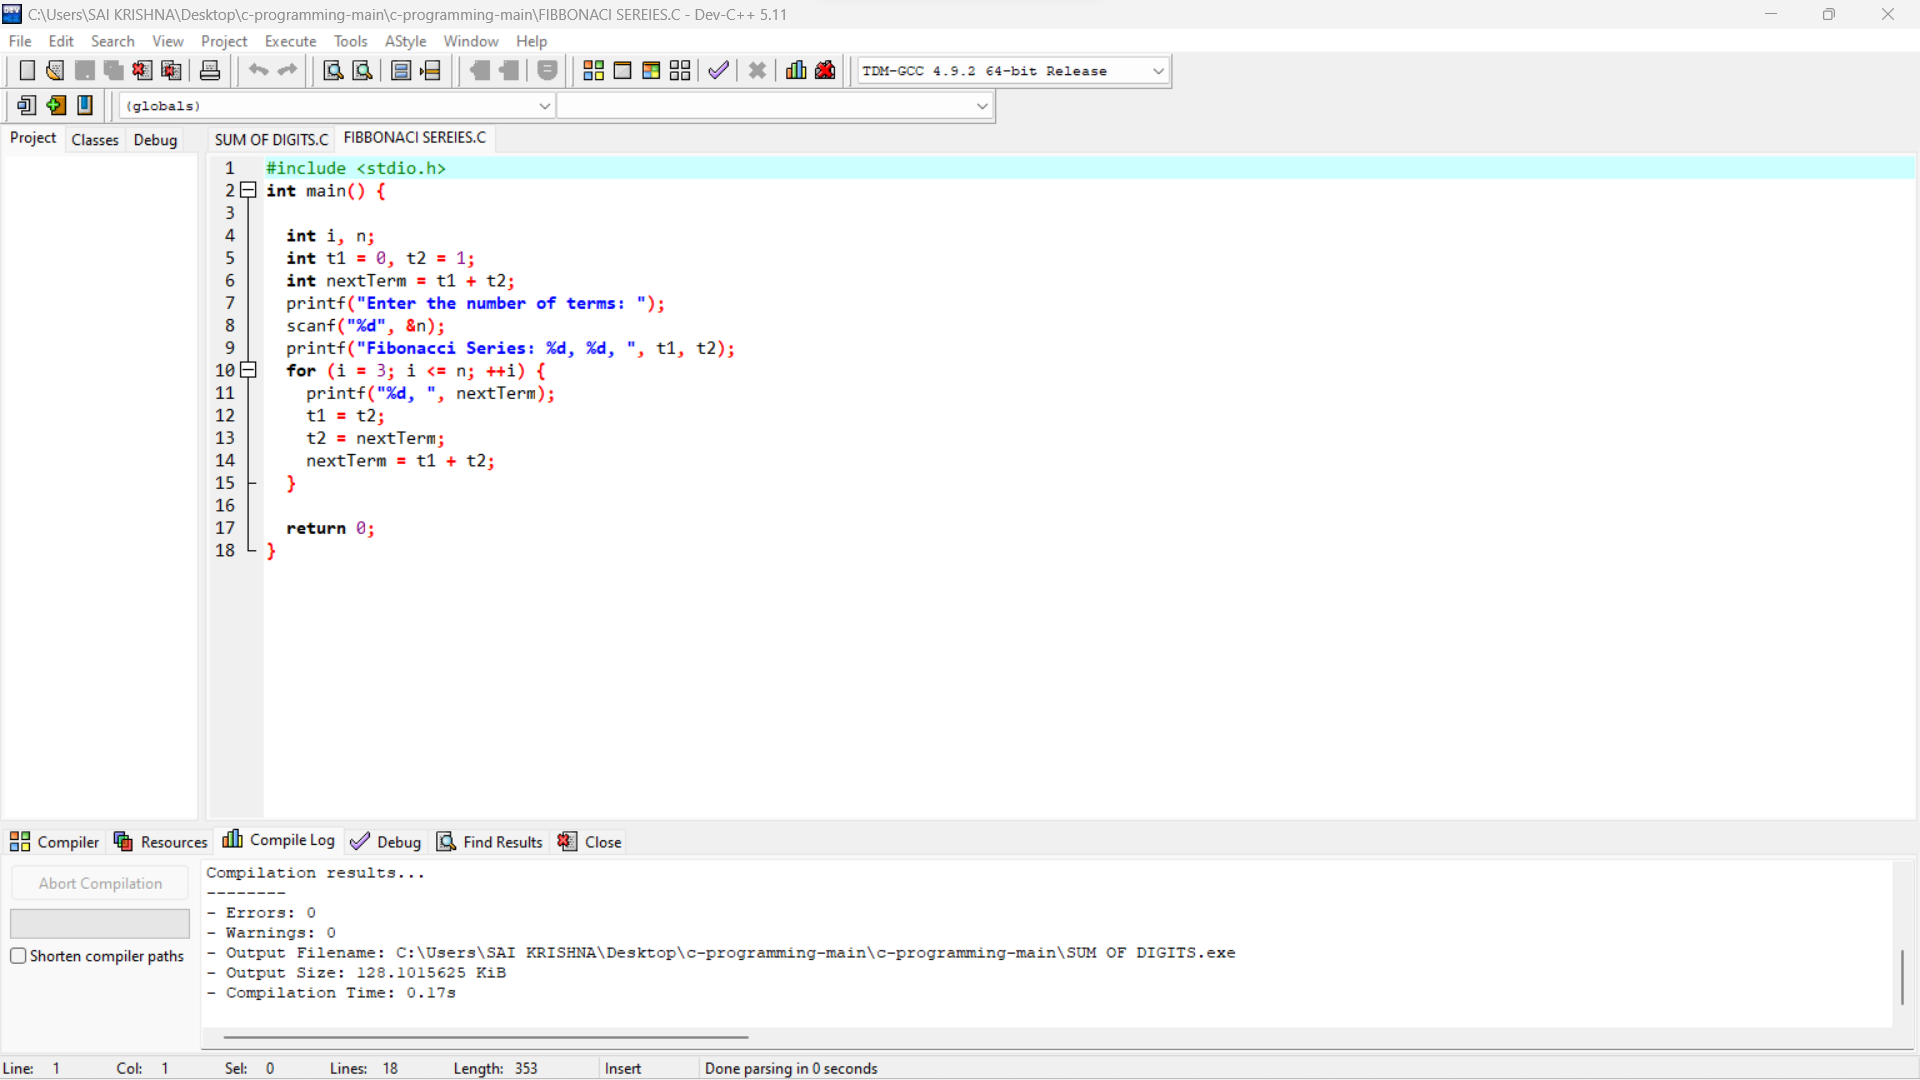 C:\Users\SAI KRISHNA\Desktop\c-programming-main\c-programming-main\FIBBONACI SEREIES.C - Dev-C++ 5.11
File Edit Search View Project Execute Tools AStyle Window Help
TDM-GCC 4.9.2 64-bit Release
(globals)
Project Classes Debug SUM OF DIGITS.C FIBBONACI SEREIES.C
1 #include <stdio.h>
2 int main() {
3
4 int i, n;
5 int t1 = 0, t2 = 1;
6 int nextTerm = t1 + t2;
7 printf("Enter the number of terms: ");
8 scanf("%d", &n);
9 printf("Fibonacci Series: %d, %d, ", t1, t2);
10 for (i = 3; i <= n; ++i) {
11 printf("%d, ", nextTerm);
12 t1 = t2;
13 t2 = nextTerm;
14 nextTerm = t1 + t2;
15 }
16
17 return 0;
18 }
Compiler Resources Compile Log Debug Find Results Close
Abort Compilation
Shorten compiler paths
Compilation results...
--------
- Errors: 0
- Warnings: 0
- Output Filename: C:\Users\SAI KRISHNA\Desktop\c-programming-main\c-programming-main\SUM OF DIGITS.exe
- Output Size: 128.1015625 KiB
- Compilation Time: 0.17s
Line: 1 Col: 1 Sel: 0 Lines: 18 Length: 353 Insert Done parsing in 0 seconds